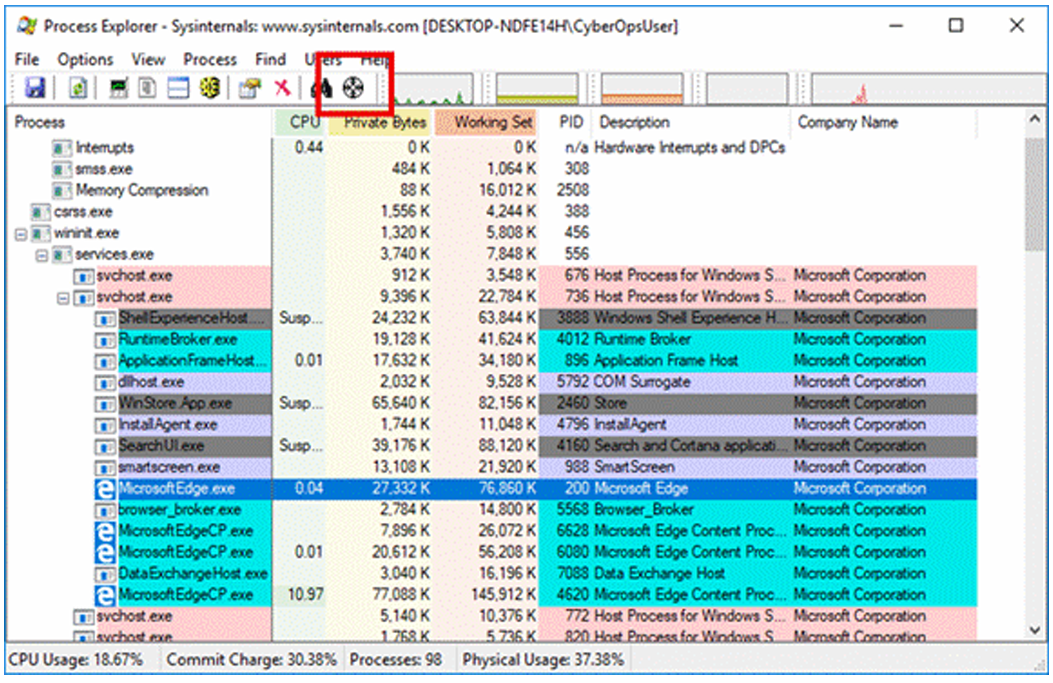 Process Explorer - Sysinternals: www.sysinternals.com [DESKTOP-NDFE14H\CyberOpsUser]
File Options View Process Find Users Help
Process CPU Private Bytes Working Set PID Description Company Name
Interrupts 0.44 0 K 0 K n/a Hardware Interrupts and DPCs
smss.exe 484 K 1,064 K 308
Memory Compression 88 K 16,012 K 2508
csrss.exe 1,556 K 4,244 K 388
wininit.exe 1,320 K 5,808 K 456
services.exe 3,740 K 7,848 K 556
svchost.exe 912 K 3,548 K 676 Host Process for Windows S... Microsoft Corporation
svchost.exe 9,396 K 22,784 K 736 Host Process for Windows S... Microsoft Corporation
ShellExperienceHost.... Susp... 24,232 K 63,844 K 3888 Windows Shell Experience H... Microsoft Corporation
RuntimeBroker.exe 19,128 K 41,624 K 4012 Runtime Broker Microsoft Corporation
ApplicationFrameHost... 0.01 17,632 K 34,180 K 896 Application Frame Host Microsoft Corporation
dllhost.exe 2,032 K 9,528 K 5792 COM Surrogate Microsoft Corporation
WinStore.App.exe Susp... 65,640 K 82,156 K 2460 Store Microsoft Corporation
InstallAgent.exe 1,744 K 11,048 K 4796 InstallAgent Microsoft Corporation
SearchUI.exe Susp... 39,176 K 88,120 K 4160 Search and Cortana applicati... Microsoft Corporation
smartscreen.exe 13,108 K 21,920 K 988 SmartScreen Microsoft Corporation
MicrosoftEdge.exe 0.04 27,332 K 76,860 K 200 Microsoft Edge Microsoft Corporation
browser_broker.exe 2,784 K 14,800 K 5568 Browser_Broker Microsoft Corporation
MicrosoftEdgeCP.exe 7,896 K 26,072 K 6628 Microsoft Edge Content Proc... Microsoft Corporation
MicrosoftEdgeCP.exe 0.01 20,612 K 56,208 K 6080 Microsoft Edge Content Proc... Microsoft Corporation
DataExchangeHost.exe 3,040 K 16,196 K 7088 Data Exchange Host Microsoft Corporation
MicrosoftEdgeCP.exe 10.97 77,088 K 145,912 K 4620 Microsoft Edge Content Proc... Microsoft Corporation
svchost.exe 5,140 K 10,376 K 772 Host Process for Windows S... Microsoft Corporation
svchost.exe 1,768 K 5,736 K 820 Host Process for Windows S... Microsoft Corporation
CPU Usage: 18.67% Commit Charge: 30.38% Processes: 98 Physical Usage: 37.38%